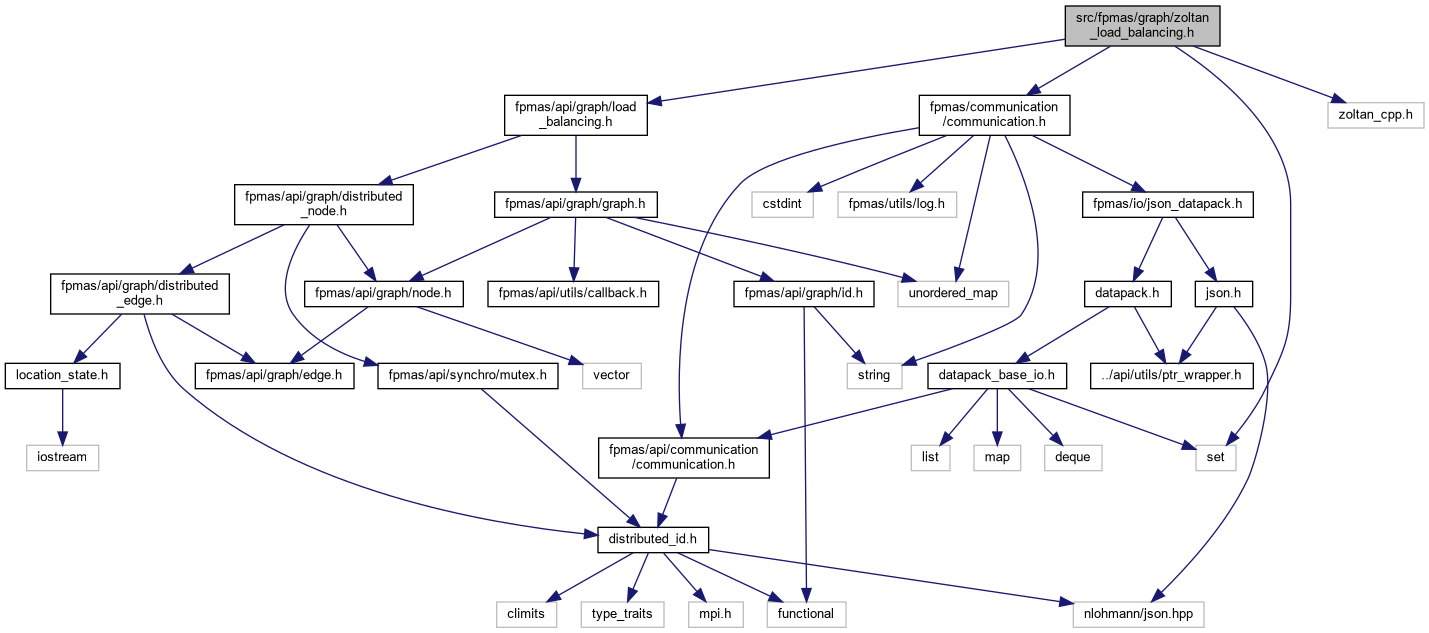 src/fpmas/graph/zoltan
_load_balancing.h
fpmas/api/graph/load
_balancing.h
fpmas/communication
/communication.h
zoltan_cpp.h
fpmas/api/graph/distributed
_node.h
fpmas/api/graph/graph.h
cstdint
fpmas/utils/log.h
fpmas/io/json_datapack.h
fpmas/api/graph/distributed
_edge.h
fpmas/api/graph/node.h
fpmas/api/utils/callback.h
fpmas/api/graph/id.h
unordered_map
datapack.h
json.h
location_state.h
fpmas/api/graph/edge.h
fpmas/api/synchro/mutex.h
vector
string
datapack_base_io.h
../api/utils/ptr_wrapper.h
iostream
fpmas/api/communication
/communication.h
list
map
deque
set
distributed_id.h
climits
type_traits
mpi.h
functional
nlohmann/json.hpp